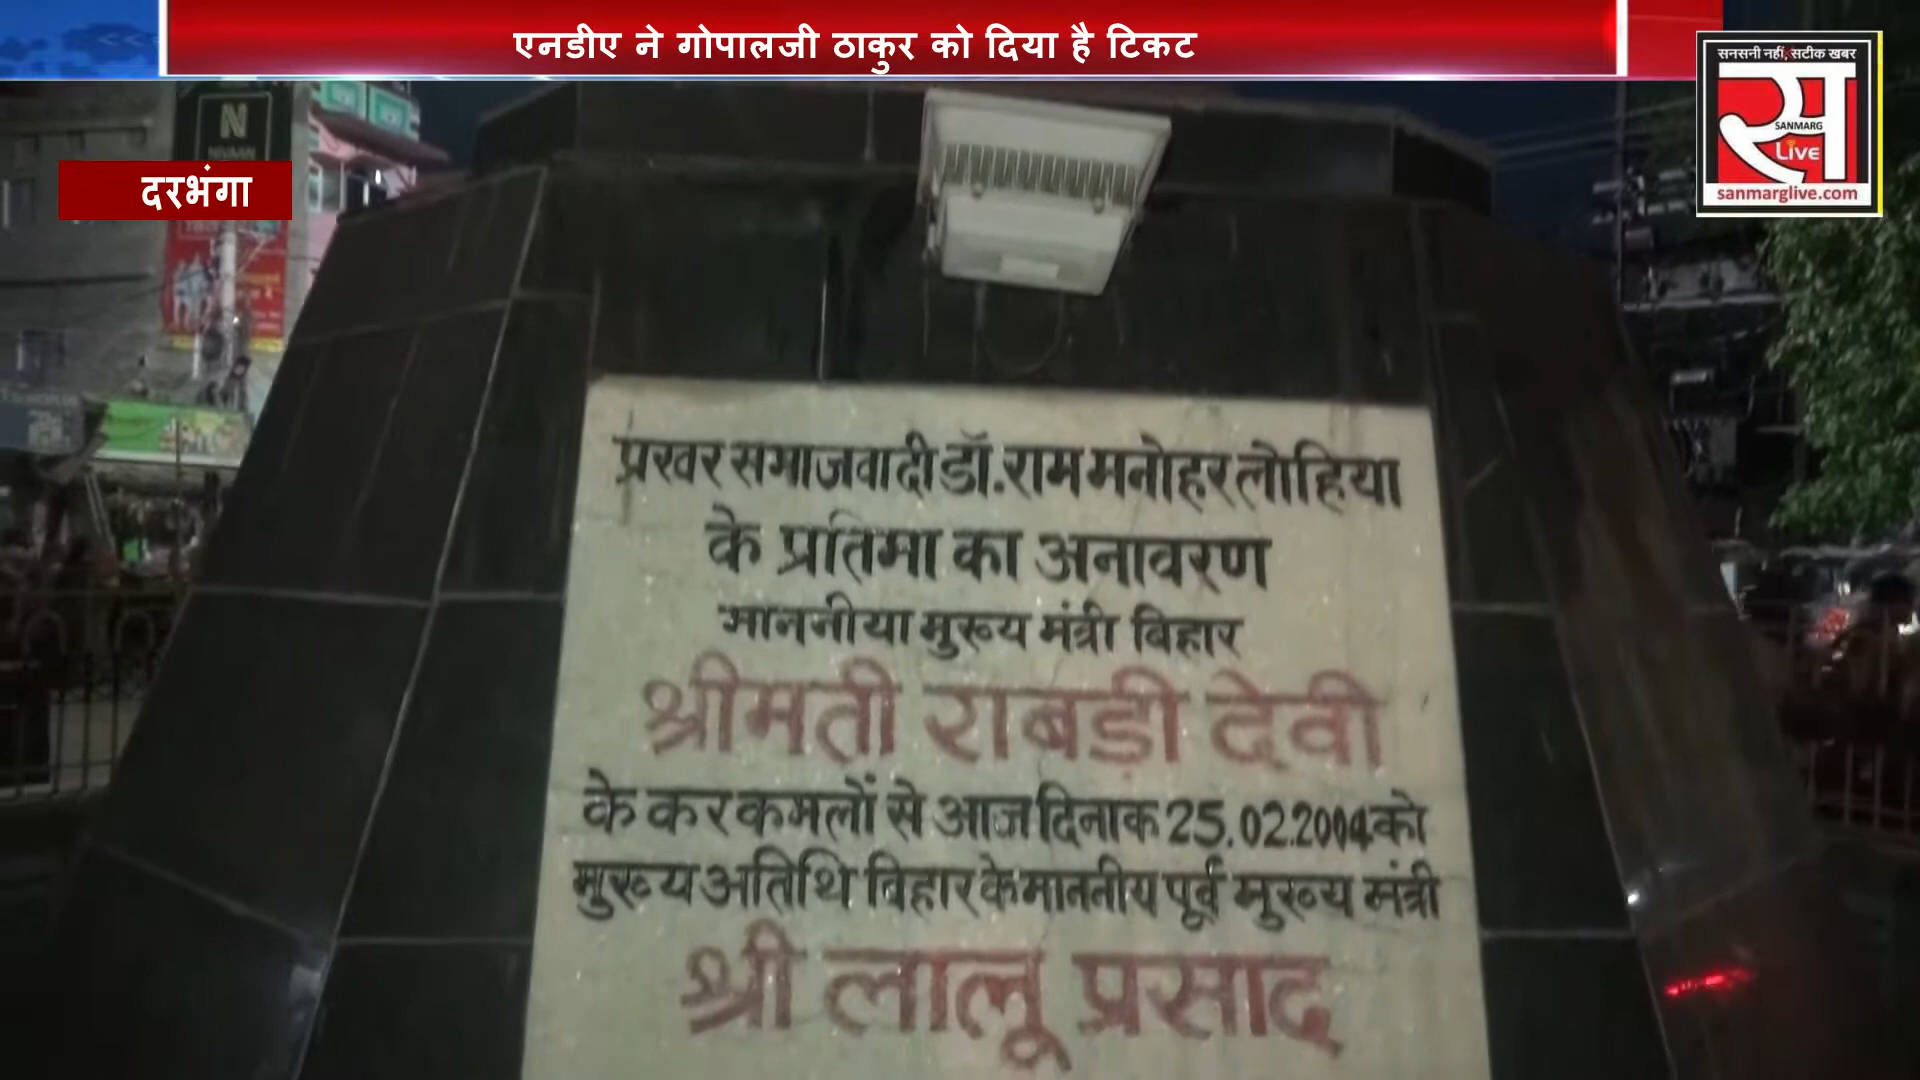 एनडीए ने गोपालजी ठाकुर को दिया है टिकट
सनसनी नहीं, सटीक खबर
स
SANMARG
Live
sanmarglive.com
N
दरभंगा
प्रखर समाजवादी डॉ. राम मनोहर लोहिया
के प्रतिमा का अनावरण
माननीया मुख्य मंत्री बिहार
श्रीमती राबड़ी देवी
के कर कमलों से आज दिनाक 25.02.2004 को
मुख्य अतिथि बिहार के माननीय पूर्व मुख्य मंत्री
श्री लालू प्रसाद